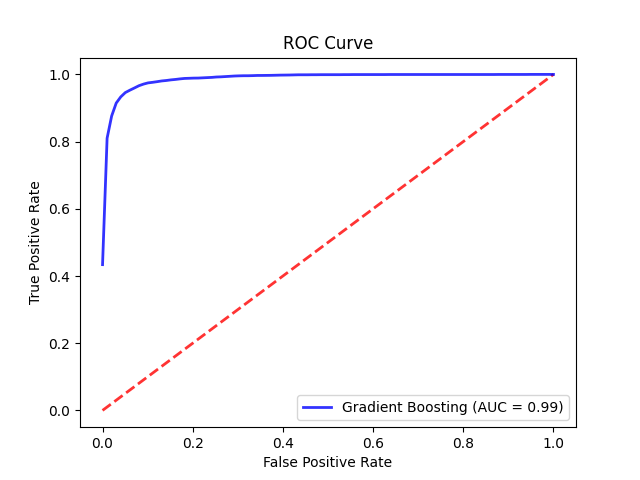 ROC Curve
True Positive Rate
1.0
0.8
0.6
0.4
0.2
0.0
Gradient Boosting (AUC = 0.99)
0.0 0.2 0.4 0.6 0.8 1.0
False Positive Rate